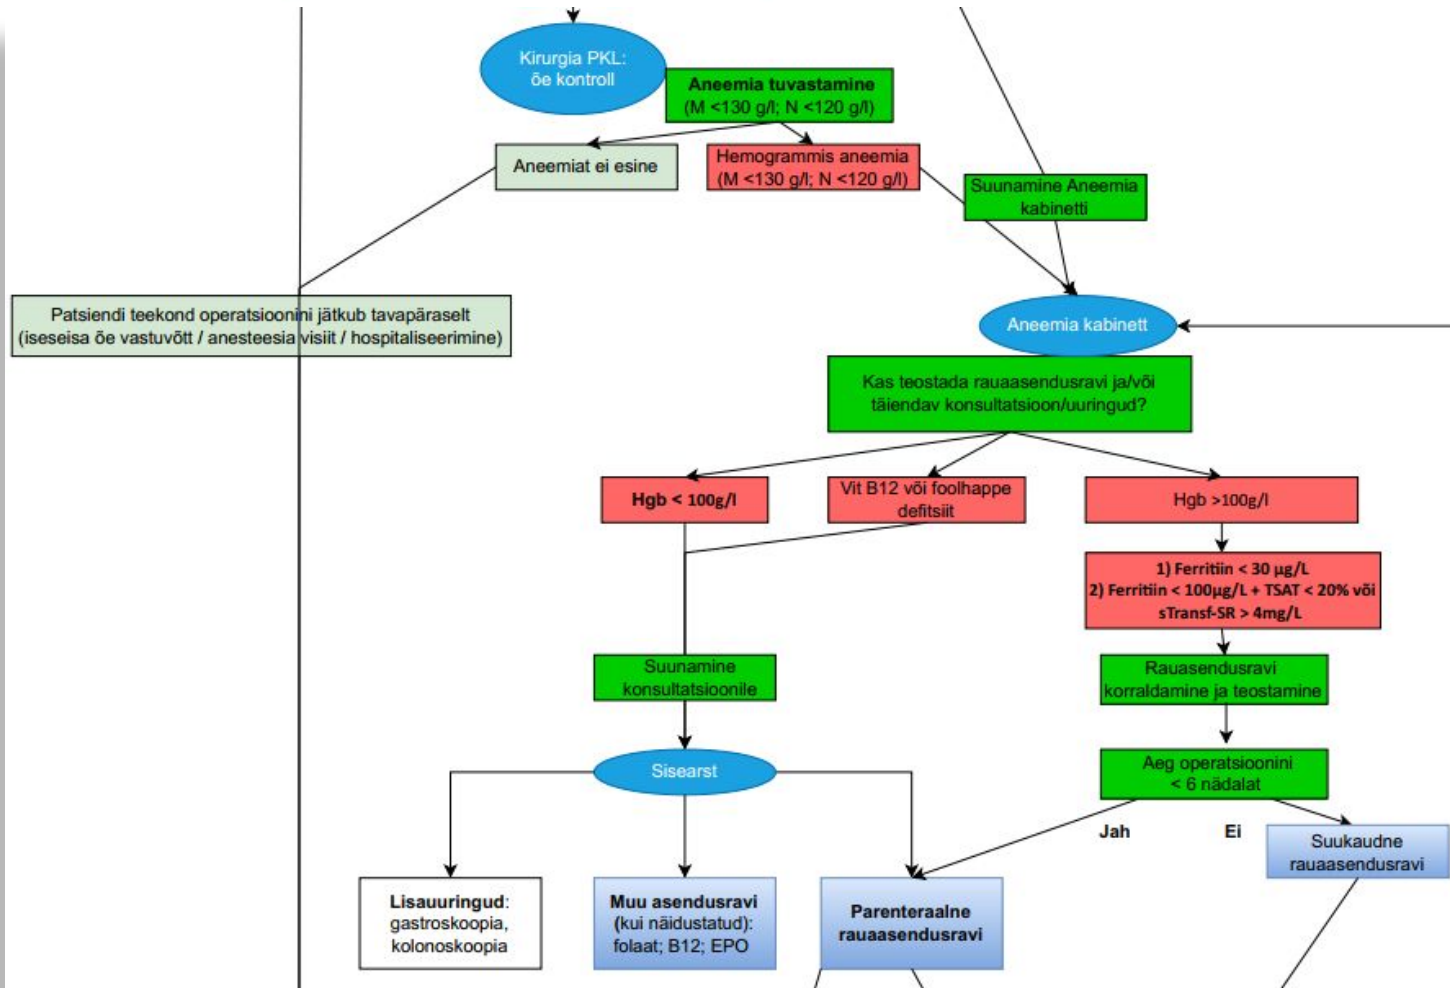 Kirurgia PKL:
õe kontroll
Aneemia tuvastamine
(M <130 g/l; N <120 g/l)
Aneemiat ei esine
Hemogrammis aneemia
(M <130 g/l; N <120 g/l)
Suunamine Aneemia
kabinetti
Patsiendi teekond operatsioonini jätkub tavapäraselt
(iseseisa õe vastuvõtt / anesteesia visiit / hospitaliseerimine)
Aneemia kabinett
Kas teostada rauaasendusravi ja/või
täiendav konsultatsioon/uuringud?
Hgb < 100g/l
Vit B12 või foolhappe
defitsiit
Hgb >100g/l
1) Ferritiin < 30 µg/L
2) Ferritiin < 100µg/L + TSAT < 20% või
sTransf-SR > 4mg/L
Suunamine
konsultatsioonile
Rauasendusravi
korraldamine ja teostamine
Sisearst
Aeg operatsioonini
< 6 nädalat
Jah
Ei
Suukaudne
rauaasendusravi
Lisauuringud:
gastroskoopia,
kolonoskoopia
Muu asendusravi
(kui näidustatud):
folaat; B12; EPO
Parenteraalne
rauaasendusravi